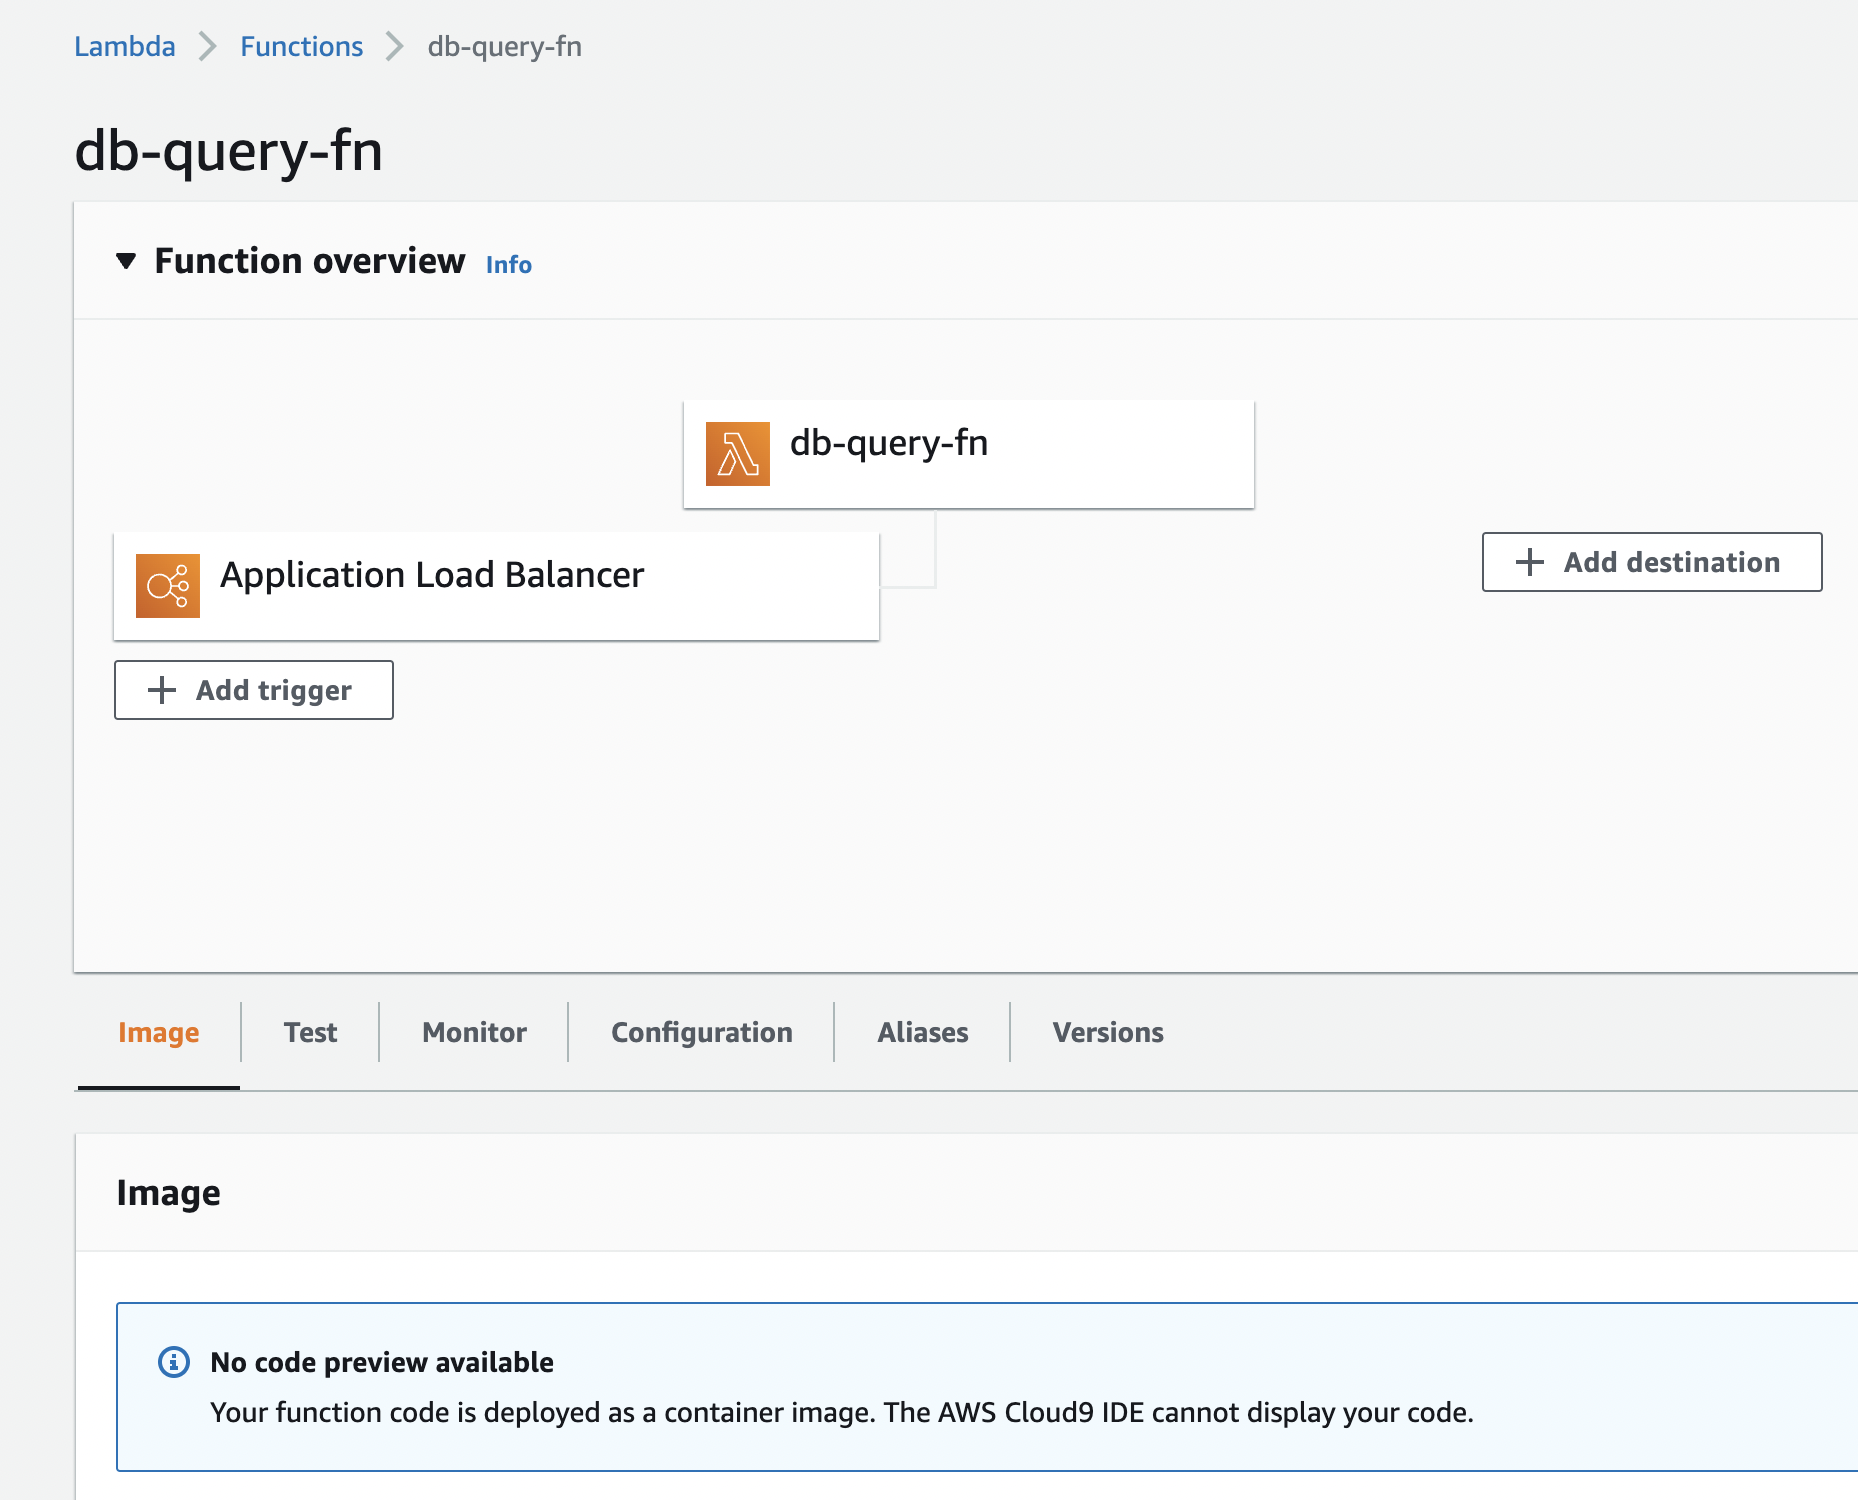 Lambda > Functions > db-query-fn
db-query-fn
Function overview Info
db-query-fn
Application Load Balancer
+ Add destination
+ Add trigger
Image Test Monitor Configuration Aliases Versions
Image
No code preview available
Your function code is deployed as a container image. The AWS Cloud9 IDE cannot display your code.